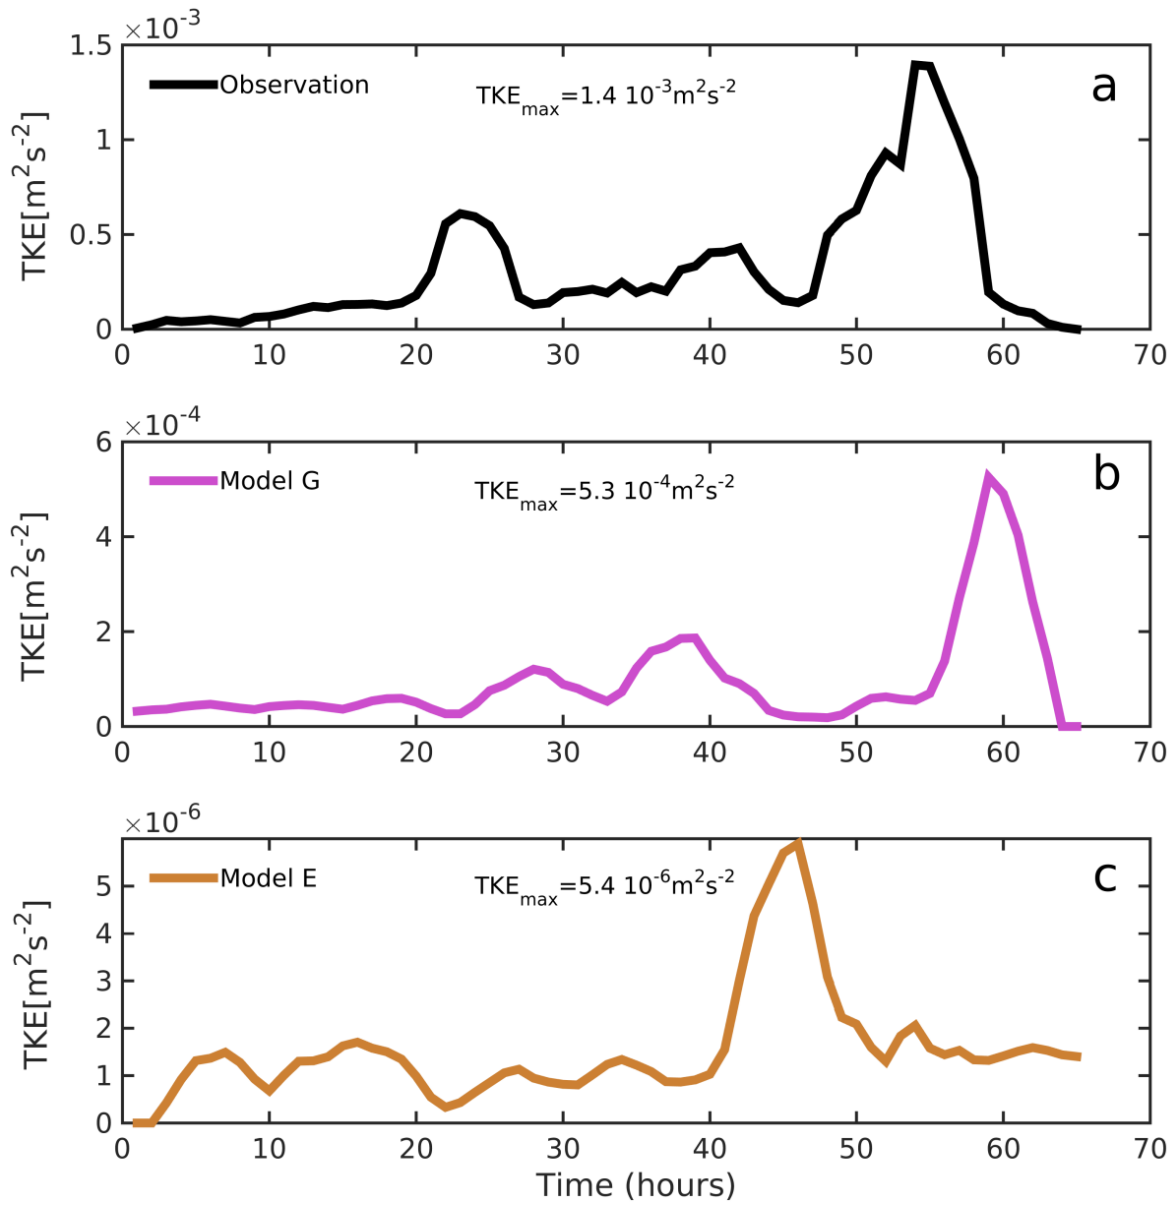 ×10⁻³
1.5
Observation
TKEmax=1.4 10⁻³m²s⁻²
a
1
TKE[m²s⁻²]
0.5
0
0 10 20 30 40 50 60 70
×10⁻⁴
6
Model G
TKEmax=5.3 10⁻⁴m²s⁻²
b
4
TKE[m²s⁻²]
2
0
0 10 20 30 40 50 60 70
×10⁻⁶
Model E
TKEmax=5.4 10⁻⁶m²s⁻²
c
5
4
TKE[m²s⁻²]
3
2
1
0
0 10 20 30 40 50 60 70
Time (hours)